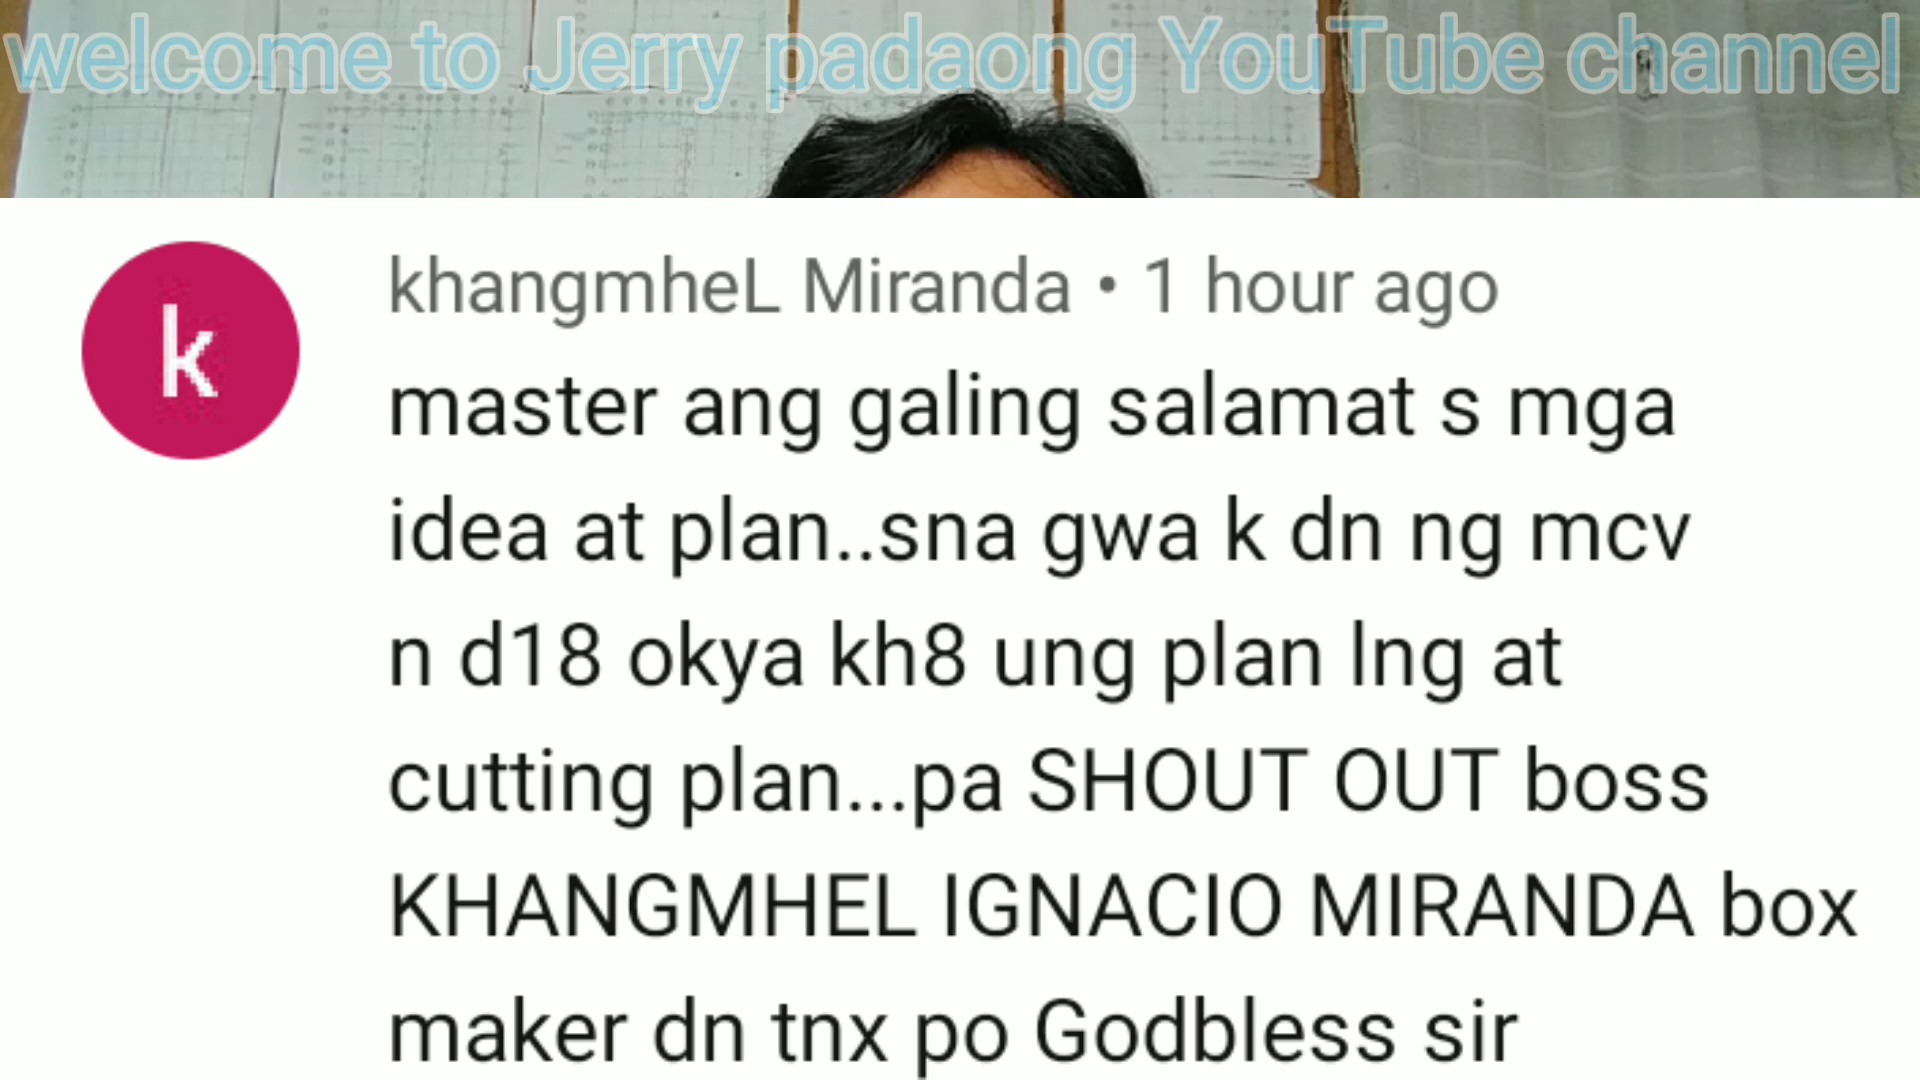 welcome to Jerry padaong YouTube channel
k
khangmheL Miranda • 1 hour ago
master ang galing salamat s mga
idea at plan..sna gwa k dn ng mcv
n d18 okya kh8 ung plan lng at
cutting plan...pa SHOUT OUT boss
KHANGMHEL IGNACIO MIRANDA box
maker dn tnx po Godbless sir